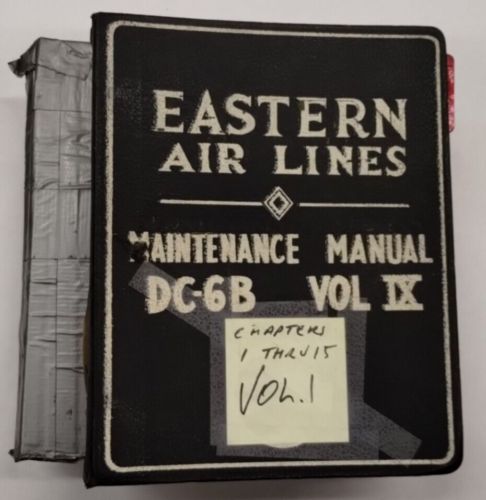 EASTERN
AIR LINES
MAINTENANCE MANUAL
DC-6B VOL IX
CHAPTERS
1 THRU 15
VOL. 1